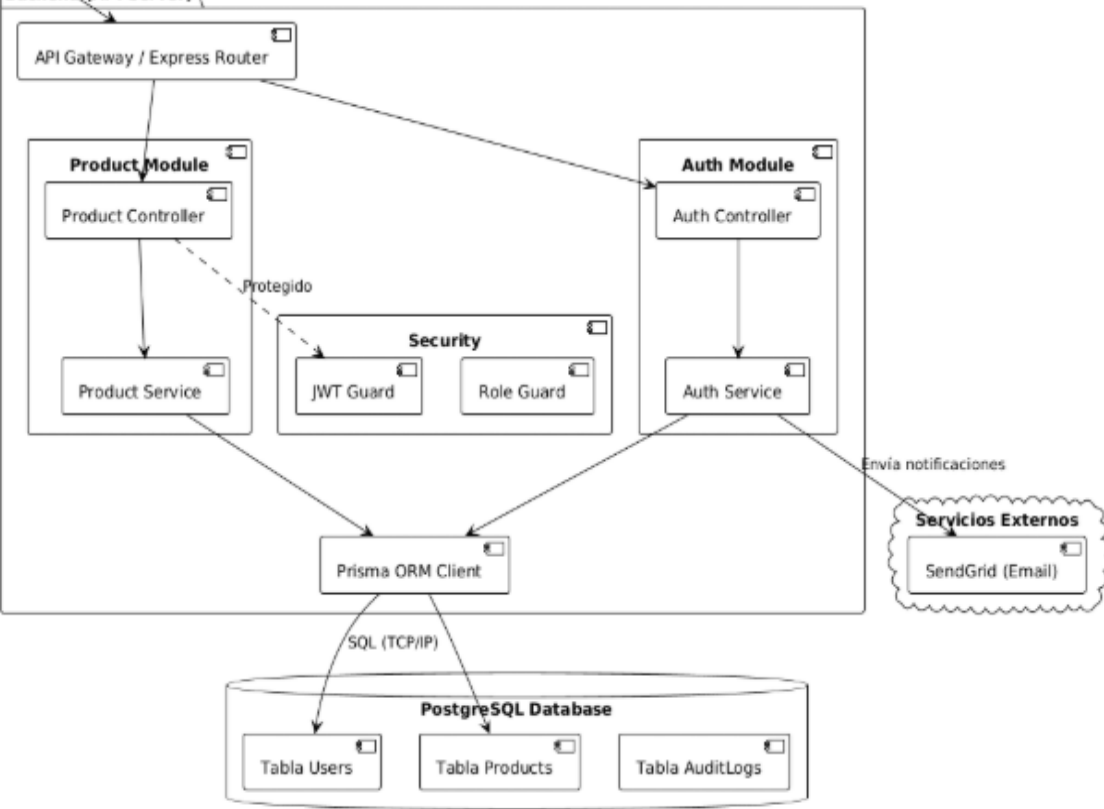 API Gateway / Express Router
Product Module
Auth Module
Product Controller
Auth Controller
Protegido
Security
Product Service
JWT Guard
Role Guard
Auth Service
Envía notificaciones
Servicios Externos
Prisma ORM Client
SendGrid (Email)
SQL (TCP/IP)
PostgreSQL Database
Tabla Users
Tabla Products
Tabla AuditLogs